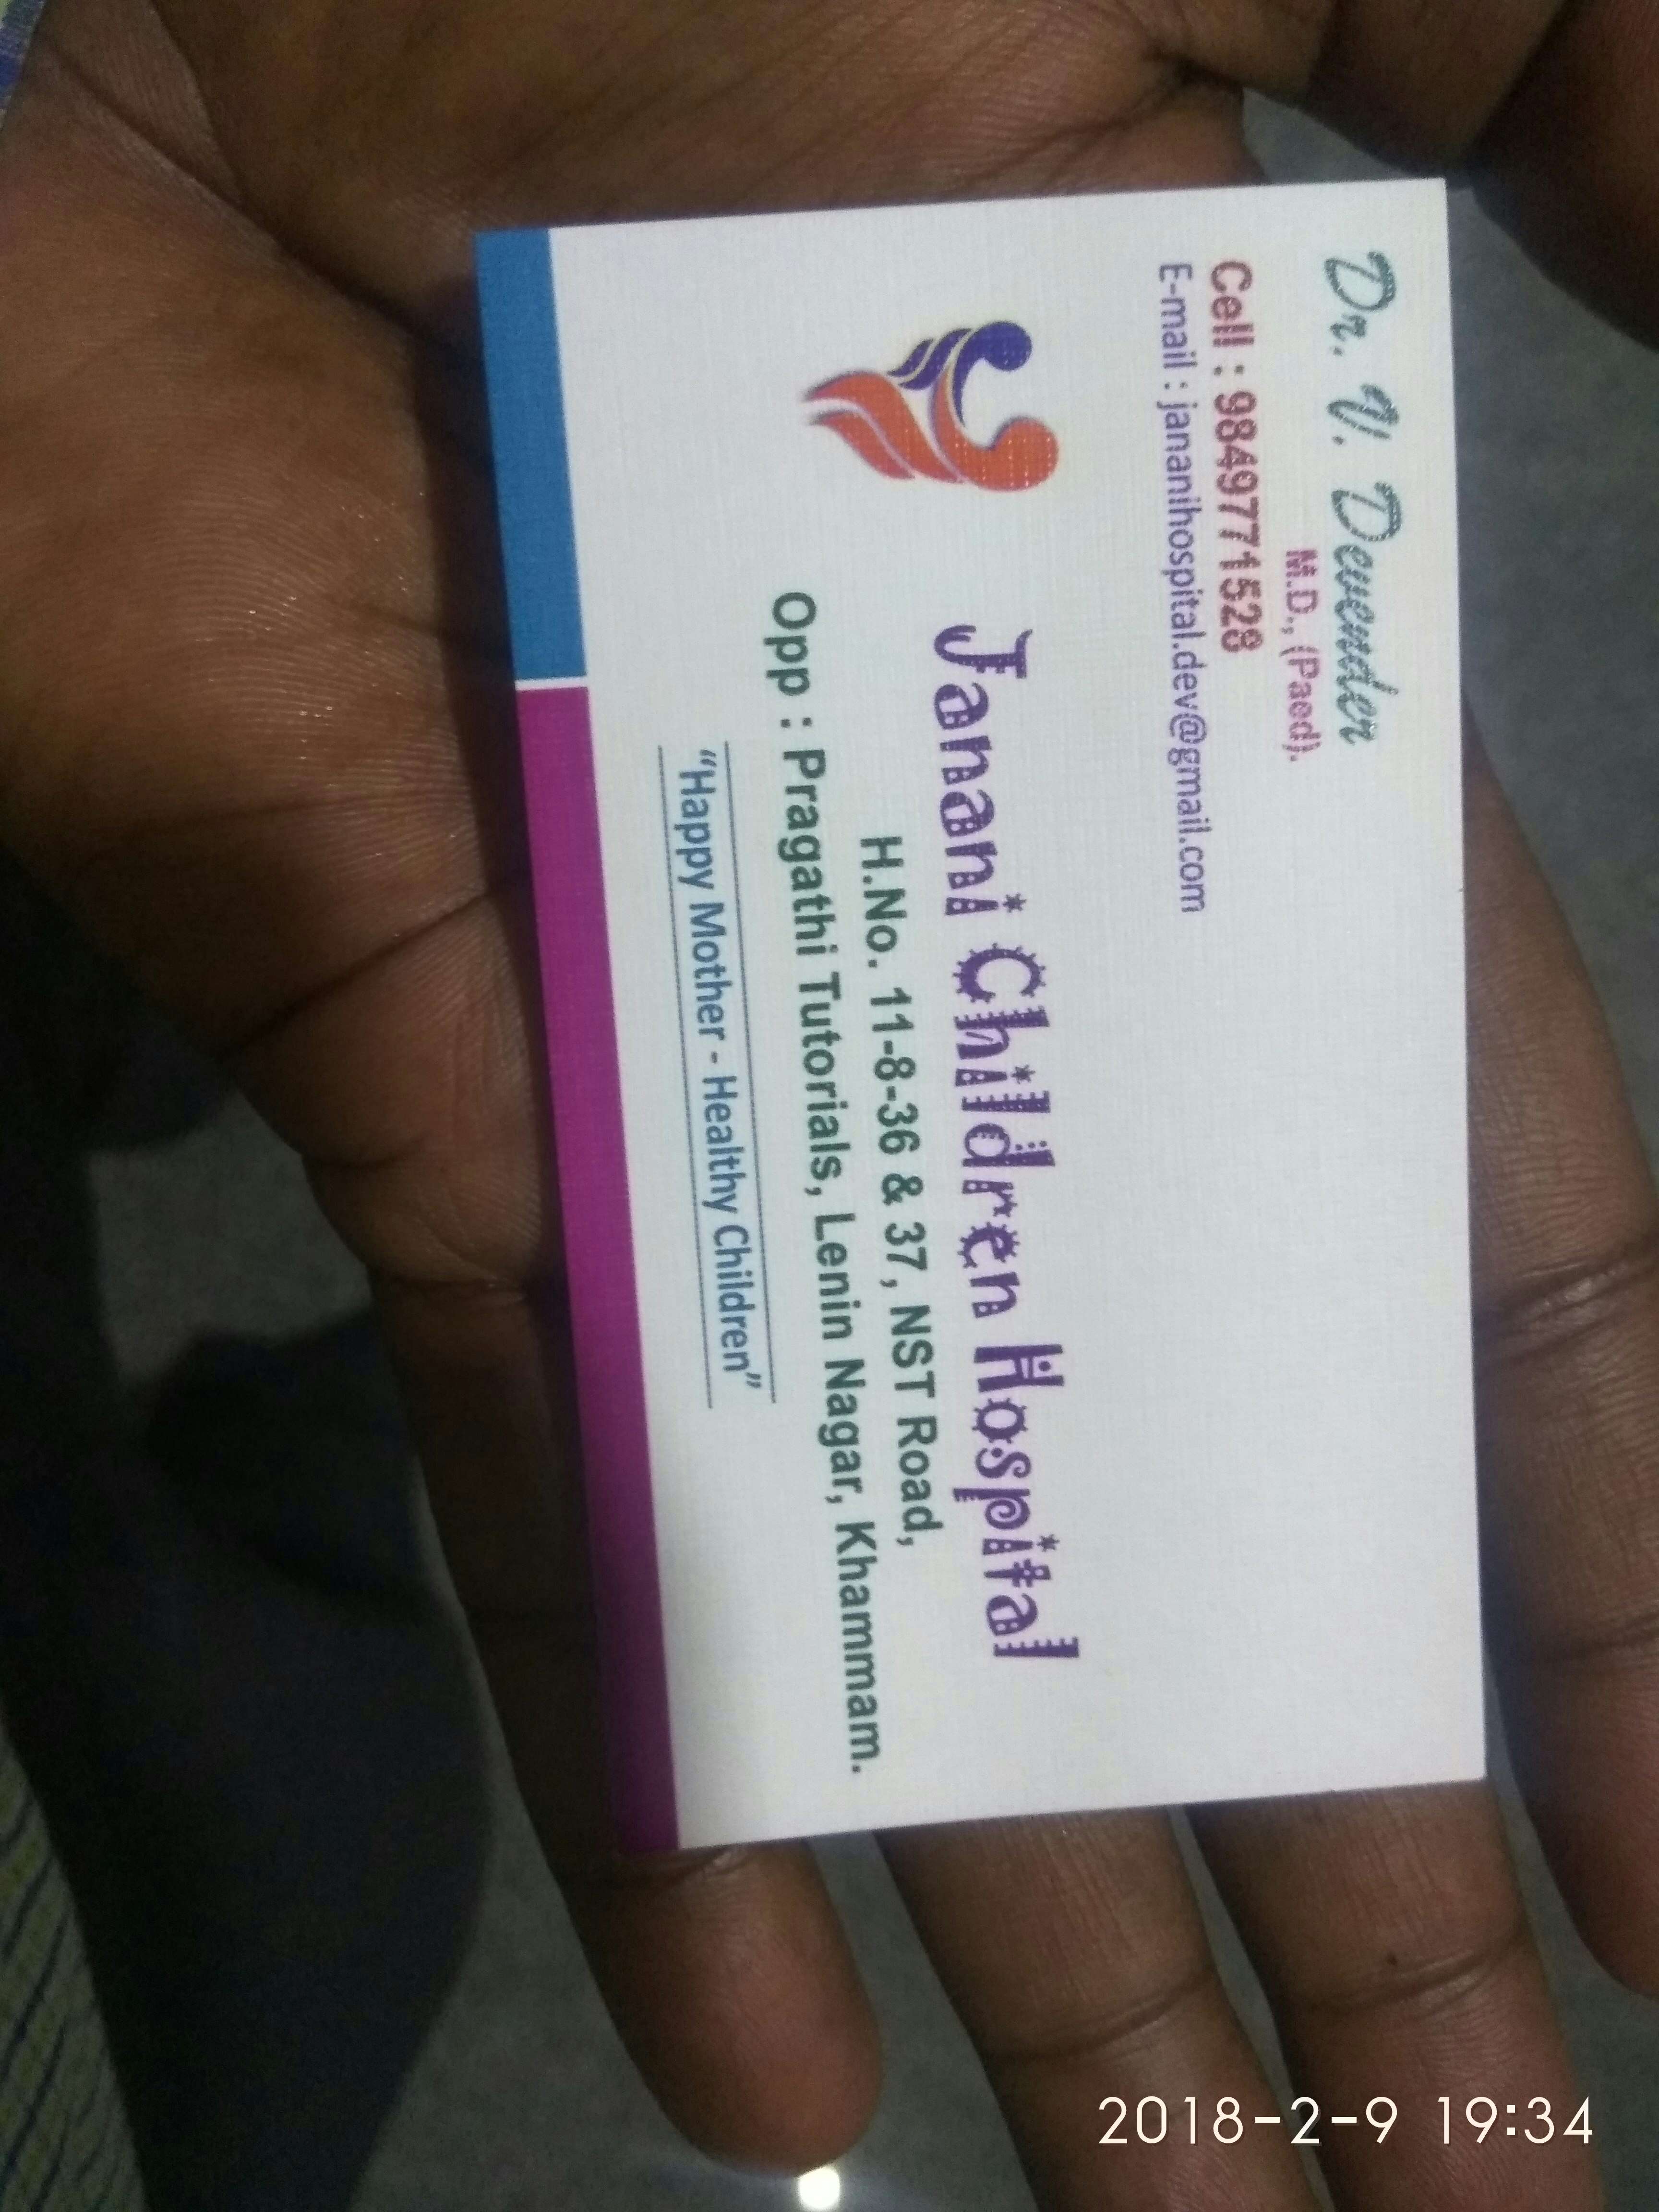 Dr. V. Devender
M.D., (Paed).
Cell : 9849771528
E-mail : jananihospital.dev@gmail.com
Janani Children Hospital
H.No. 11-8-36 & 37, NST Road,
Opp : Pragathi Tutorials, Lenin Nagar, Khammam.
“Happy Mother - Healthy Children”
2018-2-9 19:34